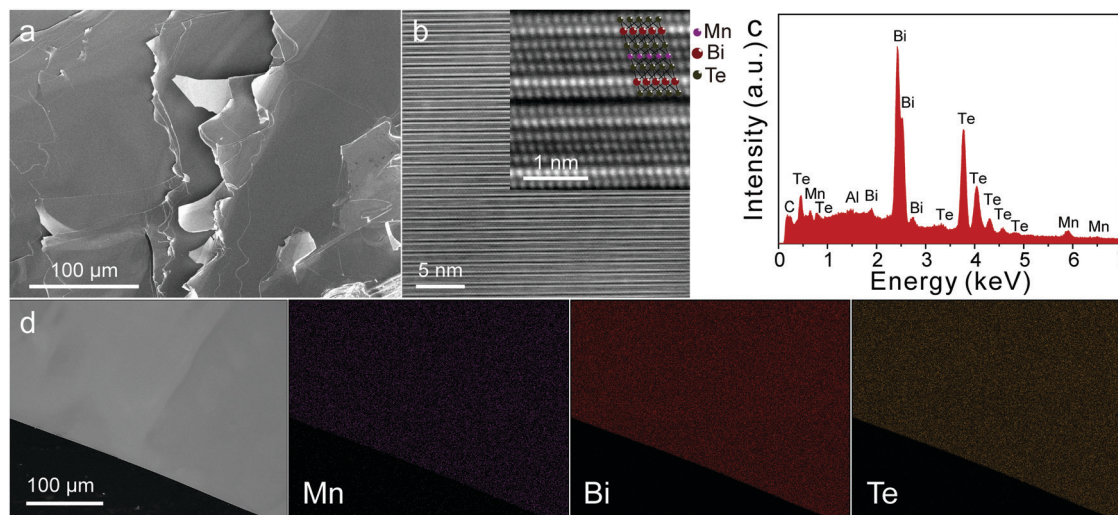 a
100 µm
b
1 nm
5 nm
Mn
Bi
Te
c
Intensity (a.u.)
Bi
Bi
Te
Te
Te
Mn
C
Te
Al
Bi
Bi
Te
Te
Te
Te
Mn
Mn
0 1 2 3 4 5 6
Energy (keV)
d
100 µm
Mn
Bi
Te